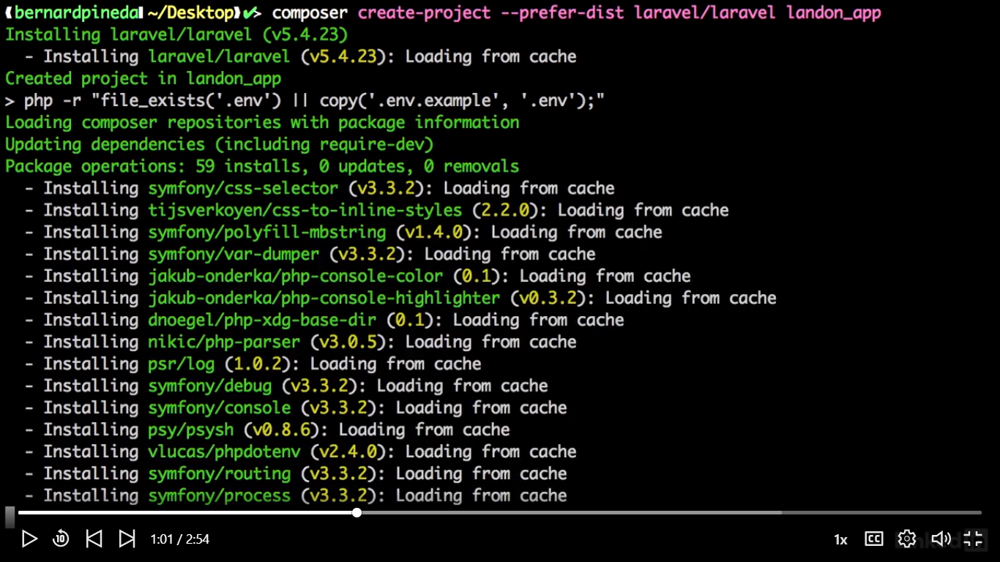 bernardpineda ~/Desktop ✔> composer create-project --prefer-dist laravel/laravel landon_app
Installing laravel/laravel (v5.4.23)
- Installing laravel/laravel (v5.4.23): Loading from cache
Created project in landon_app
> php -r "file_exists('.env') || copy('.env.example', '.env');"
Loading composer repositories with package information
Updating dependencies (including require-dev)
Package operations: 59 installs, 0 updates, 0 removals
- Installing symfony/css-selector (v3.3.2): Loading from cache
- Installing tijsverkoyen/css-to-inline-styles (2.2.0): Loading from cache
- Installing symfony/polyfill-mbstring (v1.4.0): Loading from cache
- Installing symfony/var-dumper (v3.3.2): Loading from cache
- Installing jakub-onderka/php-console-color (0.1): Loading from cache
- Installing jakub-onderka/php-console-highlighter (v0.3.2): Loading from cache
- Installing dnoegel/php-xdg-base-dir (0.1): Loading from cache
- Installing nikic/php-parser (v3.0.5): Loading from cache
- Installing psr/log (1.0.2): Loading from cache
- Installing symfony/debug (v3.3.2): Loading from cache
- Installing symfony/console (v3.3.2): Loading from cache
- Installing psy/psysh (v0.8.6): Loading from cache
- Installing vlucas/phpdotenv (v2.4.0): Loading from cache
- Installing symfony/routing (v3.3.2): Loading from cache
- Installing symfony/process (v3.3.2): Loading from cache
10 1:01 / 2:54 1x CC